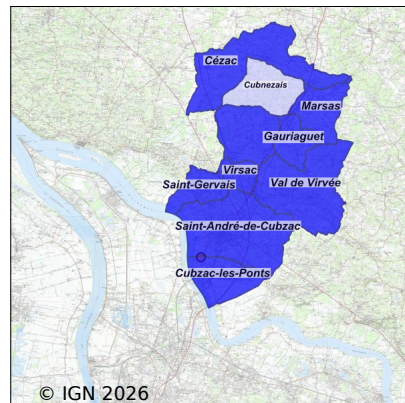 Cézac
Cubnezais
Marsas
Gauriaguet
Virsac
Saint-Gervais
Val de Virvée
Saint-André-de-Cubzac
Cubzac-les-Ponts
© IGN 2026